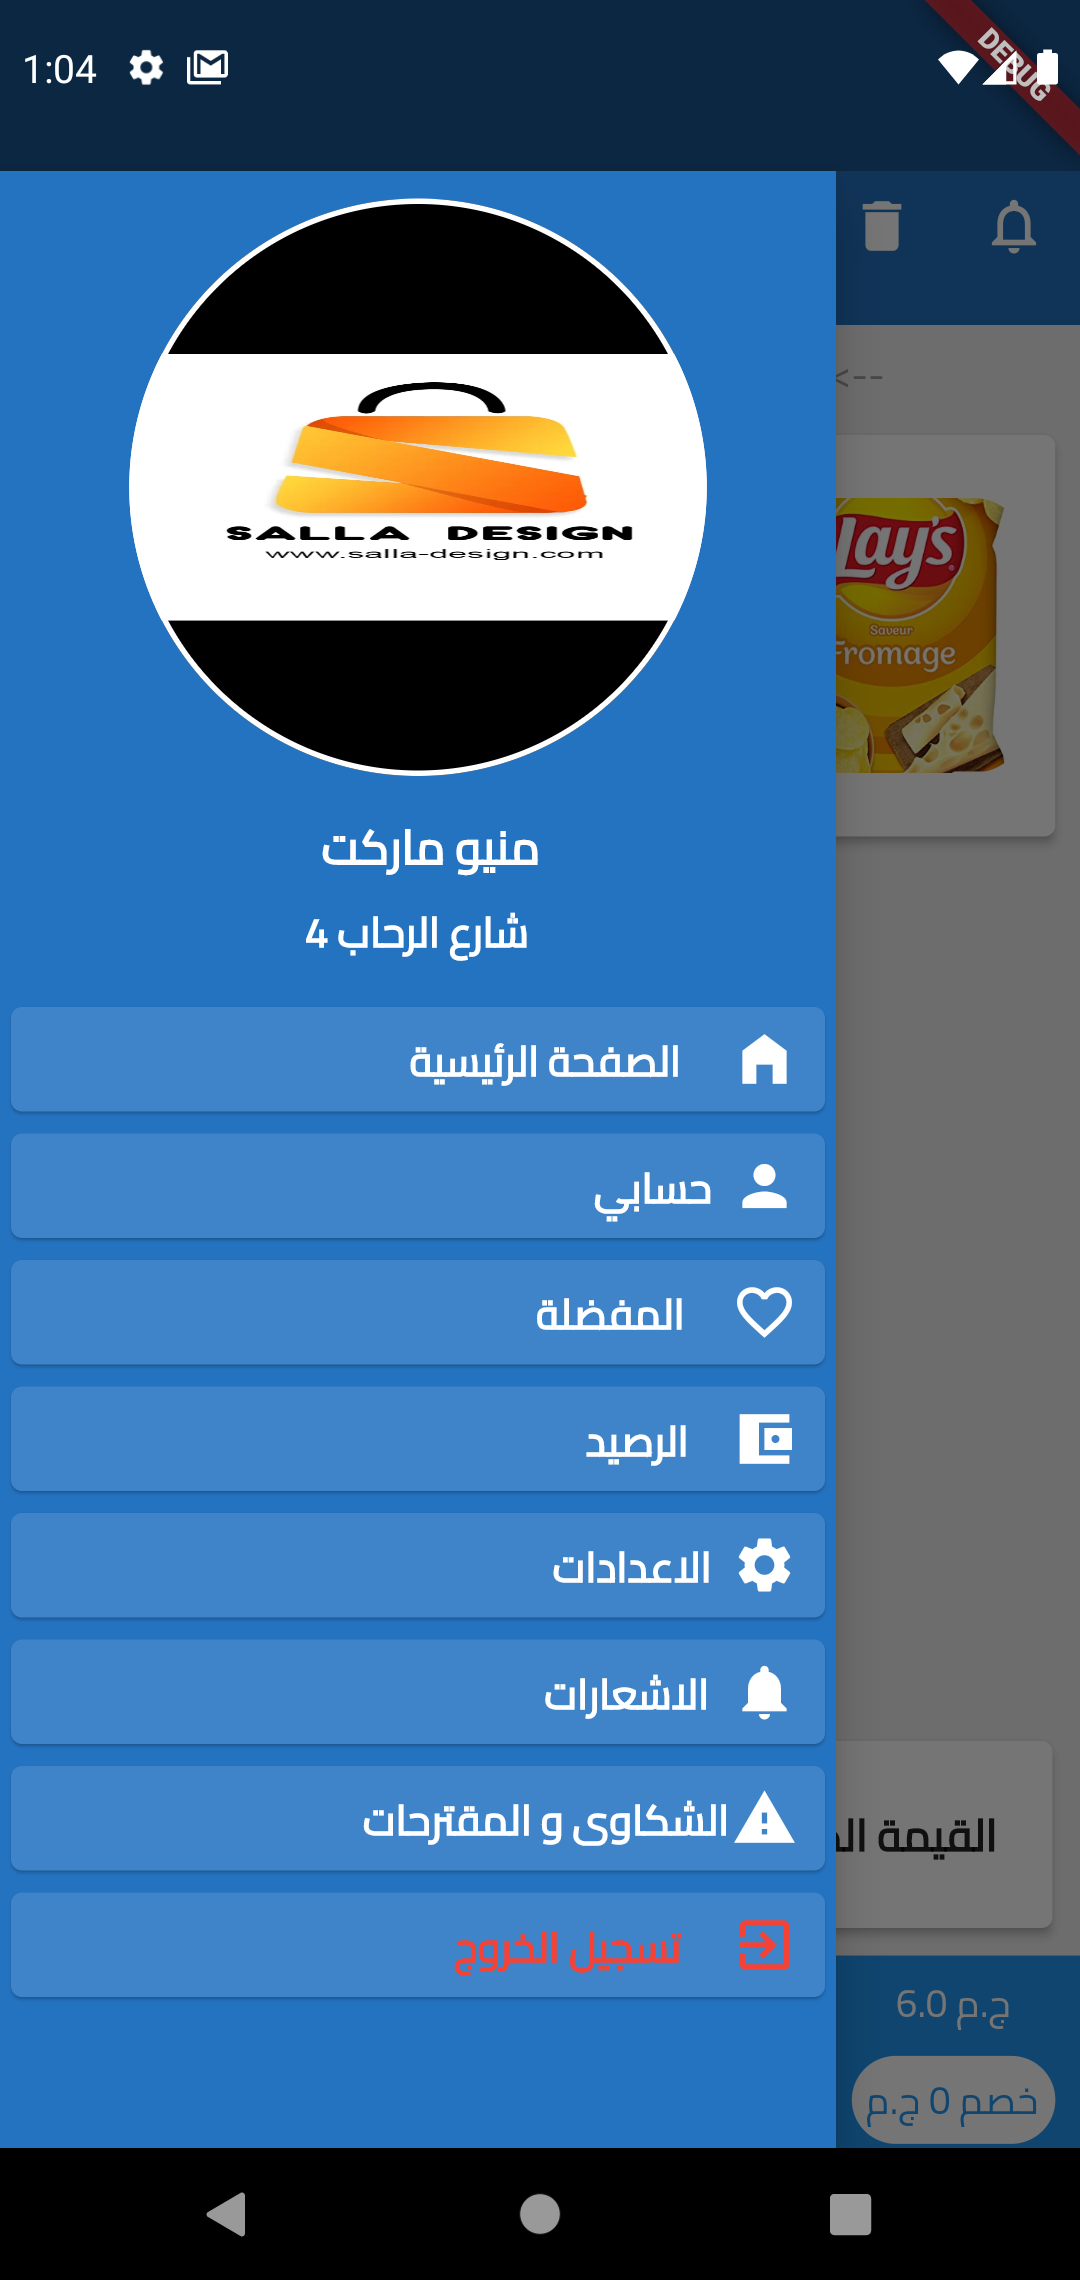 1:04
DEBUG
<--
SALLA DESIGN
www.salla-design.com
Lay's
Saveur
Fromage
منيو ماركت
شارع الرحاب 4
الصفحة الرئيسية
حسابي
المفضلة
الرصيد
الاعدادات
الاشعارات
الشكاوى و المقترحات
القيمة
تسجيل الخروج
ج.م 6.0
خصم 0 ج.م